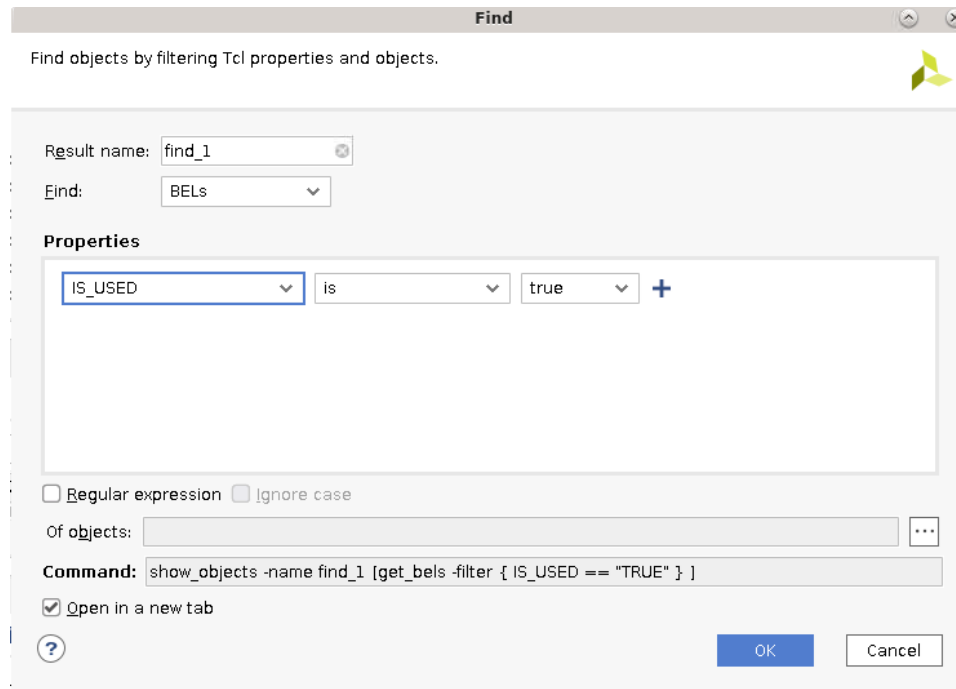 Find
Find objects by filtering Tcl properties and objects.
Result name: find_1
Find: BELs
Properties
IS_USED is true
Regular expression Ignore case
Of objects:
Command: show_objects -name find_1 [get_bels -filter { IS_USED == "TRUE" } ]
Open in a new tab
? OK Cancel